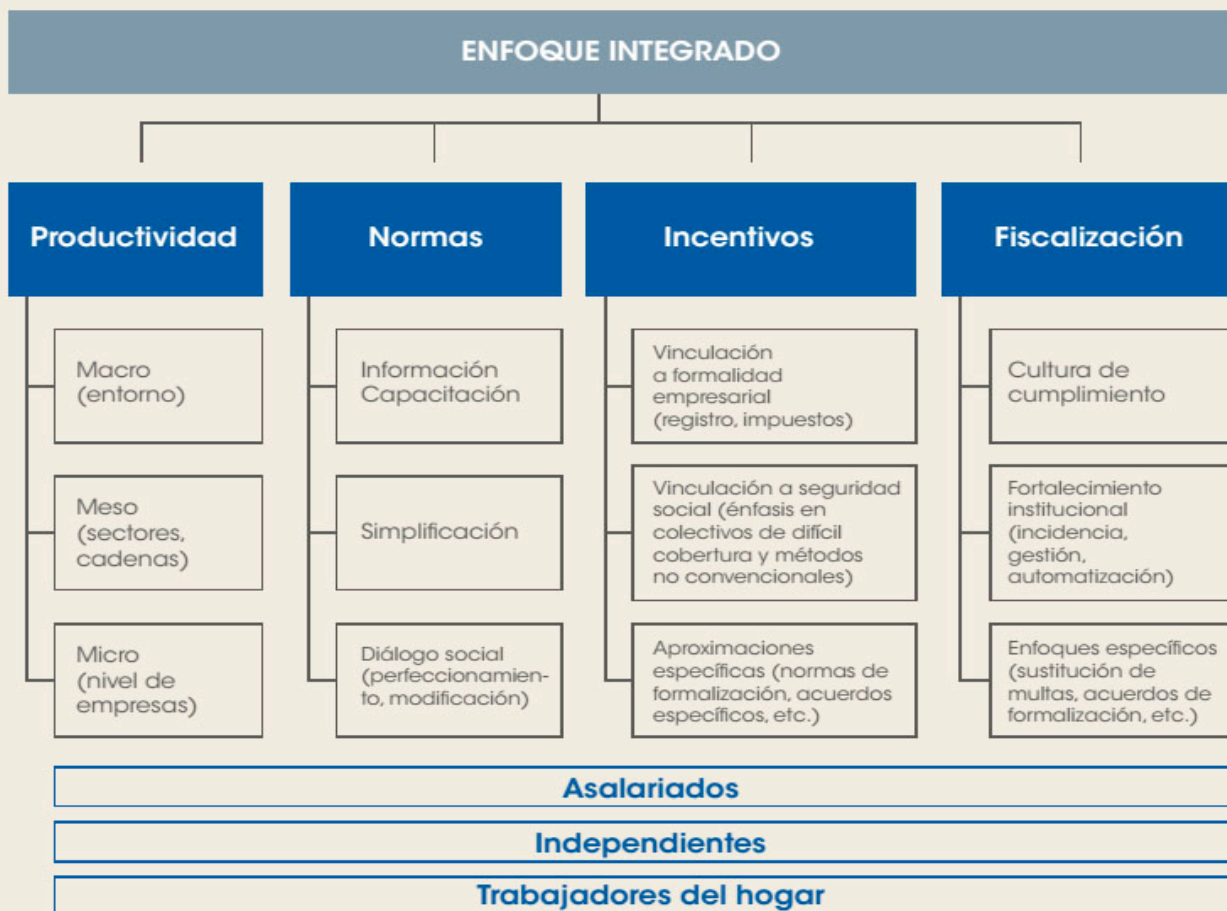 ENFOQUE INTEGRADO
Productividad
Macro
(entorno)
Meso
(sectores,
cadenas)
Micro
(nivel de
empresas)
Normas
Información
Capacitación
Simplificación
Diálogo social
(perfeccionamien-
to, modificación)
Incentivos
Vinculación
a formalidad
empresarial
(registro, impuestos)
Vinculación a seguridad
social (énfasis en
colectivos de difícil
cobertura y métodos
no convencionales)
Aproximaciones
específicas (normas de
formalización, acuerdos
específicos, etc.)
Fiscalización
Cultura de
cumplimiento
Fortalecimiento
institucional
(incidencia,
gestión,
automatización)
Enfoques específicos
(sustitución de
multas, acuerdos de
formalización, etc.)
Asalariados
Independientes
Trabajadores del hogar